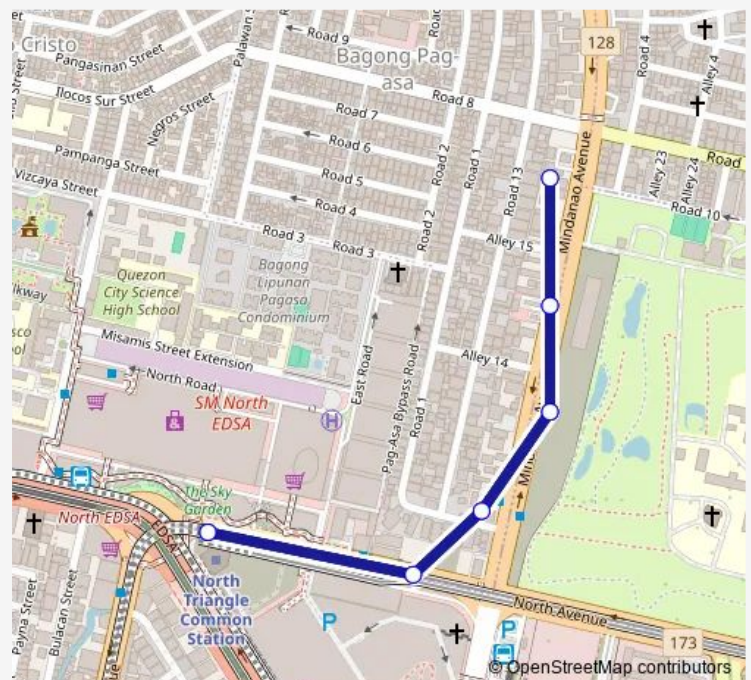 Road 9
128
Palawan S
Road
Road 4
Alley 4
o Cristo
Pangasinan Street
Bagong Pag-
asa
Ilocos Sur Street
Road 8
Negros Street
Road 7
Road 6
Road 2
Road 1
Road 13
Mindanao Avenue
Alley 23
Alley 24
Road
Pampanga Street
Road 5
Vizcaya Street
Road 4
Road 10
Road 2
Road 3
Road 3
Alley 15
Quezon
City Science
High School
Bagong
Lipunan
Pagasa
Condominium
lkway
Misamis Street Extension
Alley 14
North Road
East Road
Pag-Asa Bypass Road
Road 1
H
SM North
EDSA
Mind
The Sky
Garden
North EDSA
EDSA
North
Triangle
Common
Station
Payna Street
Bulacan Street
P
P
North Avenue
173
© OpenStreetMap contributors